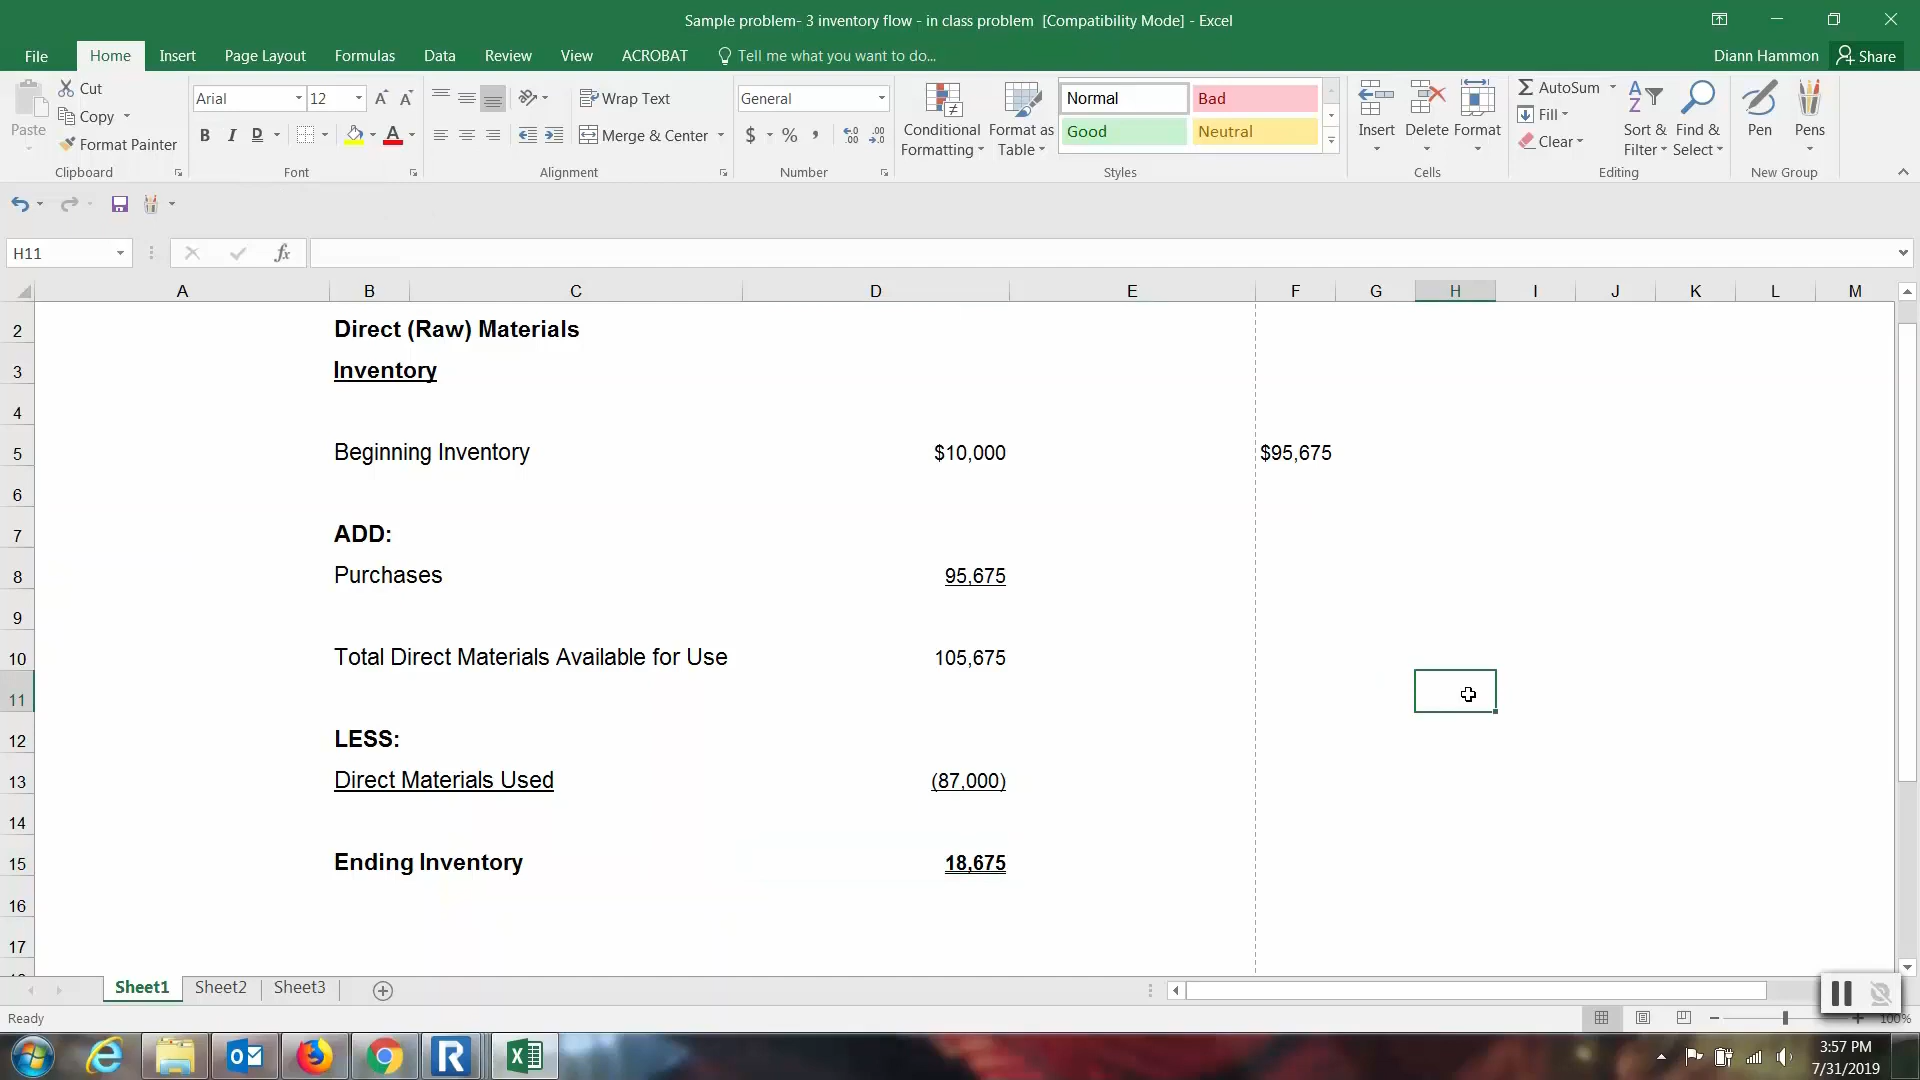 Sample problem- 3 inventory flow - in class problem [Compatibility Mode] - Excel
File Home Insert Page Layout Formulas Data Review View ACROBAT Tell me what you want to do... Diann Hammon Share
Paste
Cut
Copy
Format Painter
Clipboard
Arial 12
B I D A
Font
Wrap Text
Merge & Center
Alignment
General
$ % ,
Number
Conditional
Formatting
Format as
Table
Normal Bad
Good Neutral
Styles
Insert Delete Format
Cells
AutoSum
Fill
Clear
Sort &
Filter
Find &
Select
Editing
Pen Pens
New Group
H11 fx
A B C D E F G H I J K L M
2 Direct (Raw) Materials
3 Inventory
4
5 Beginning Inventory $10,000 $95,675
6
7 ADD:
8 Purchases 95,675
9
10 Total Direct Materials Available for Use 105,675
11
12 LESS:
13 Direct Materials Used (87,000)
14
15 Ending Inventory 18,675
16
17
Sheet1 Sheet2 Sheet3
Ready 100%
3:57 PM
7/31/2019